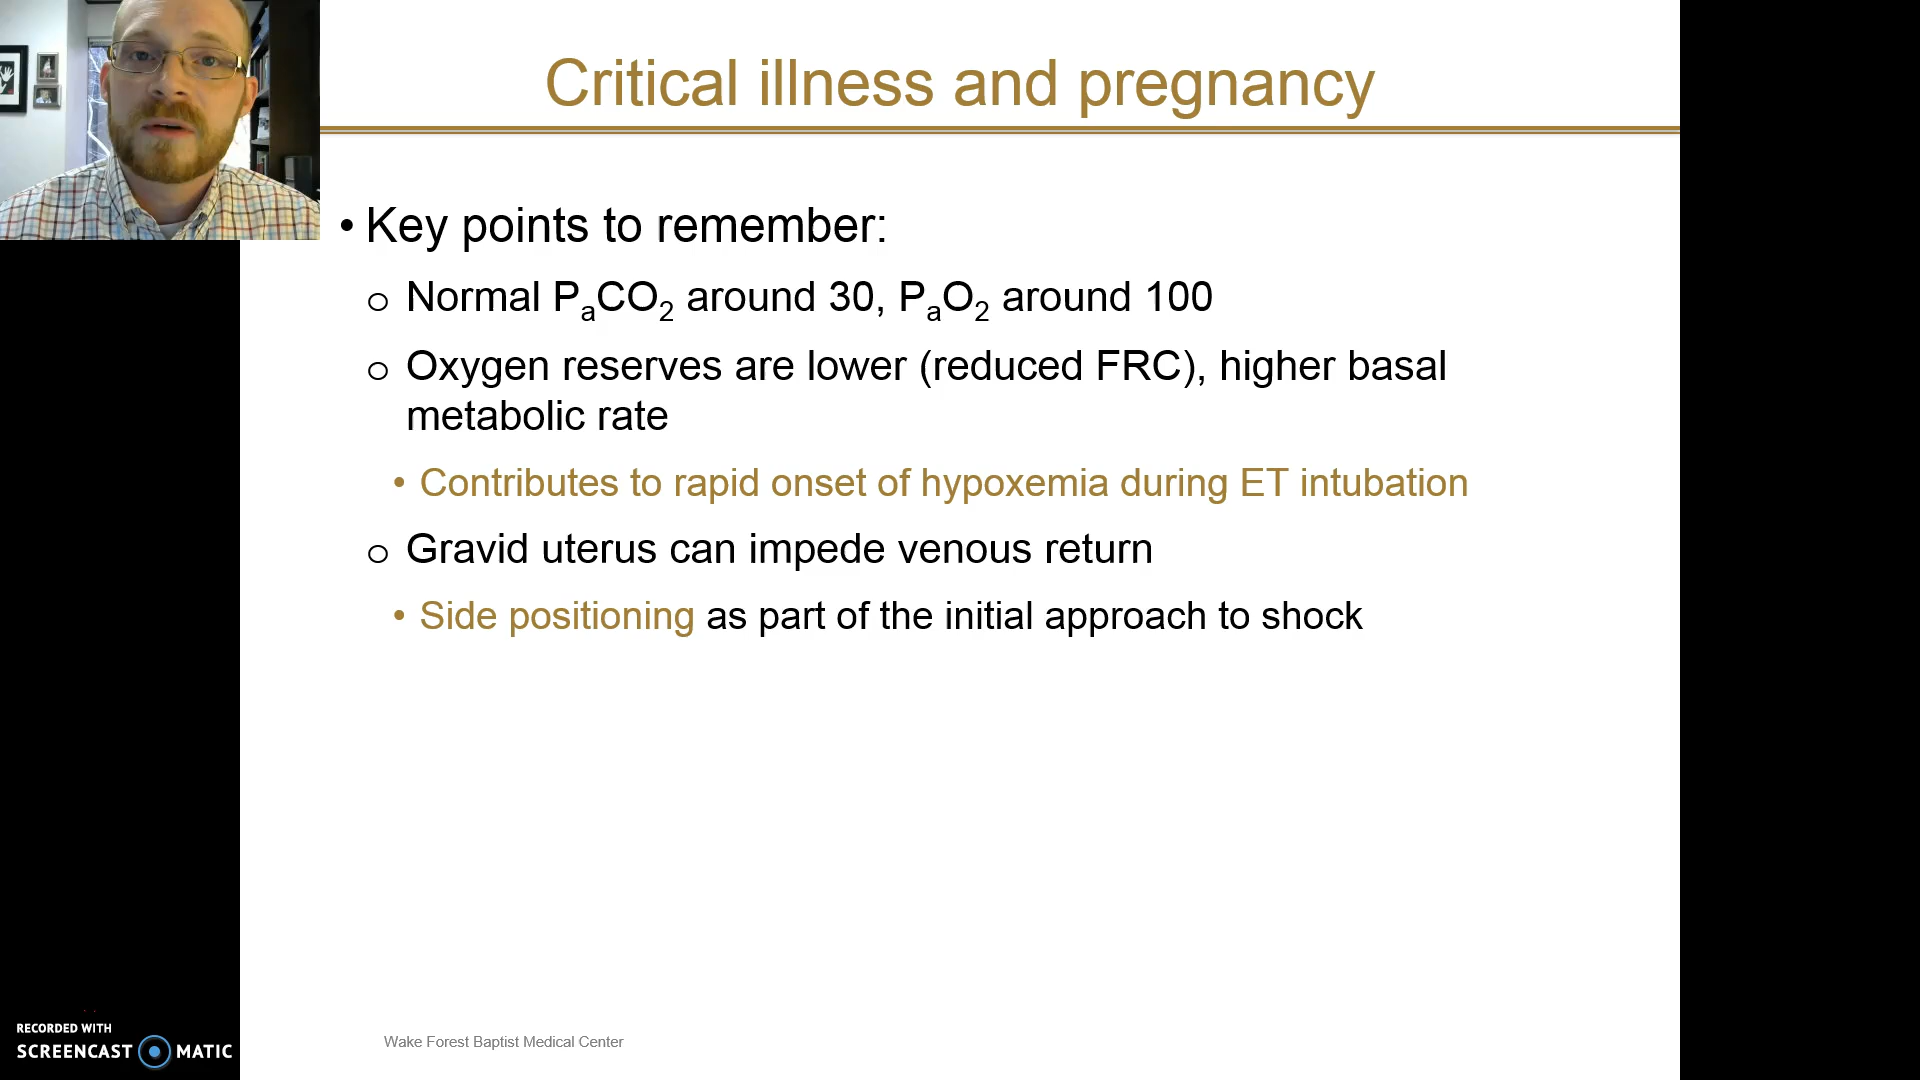 Critical illness and pregnancy
• Key points to remember:
o Normal PaCO2 around 30, PaO2 around 100
o Oxygen reserves are lower (reduced FRC), higher basal
metabolic rate
• Contributes to rapid onset of hypoxemia during ET intubation
o Gravid uterus can impede venous return
• Side positioning as part of the initial approach to shock
Wake Forest Baptist Medical Center
RECORDED WITH
SCREENCAST MATIC